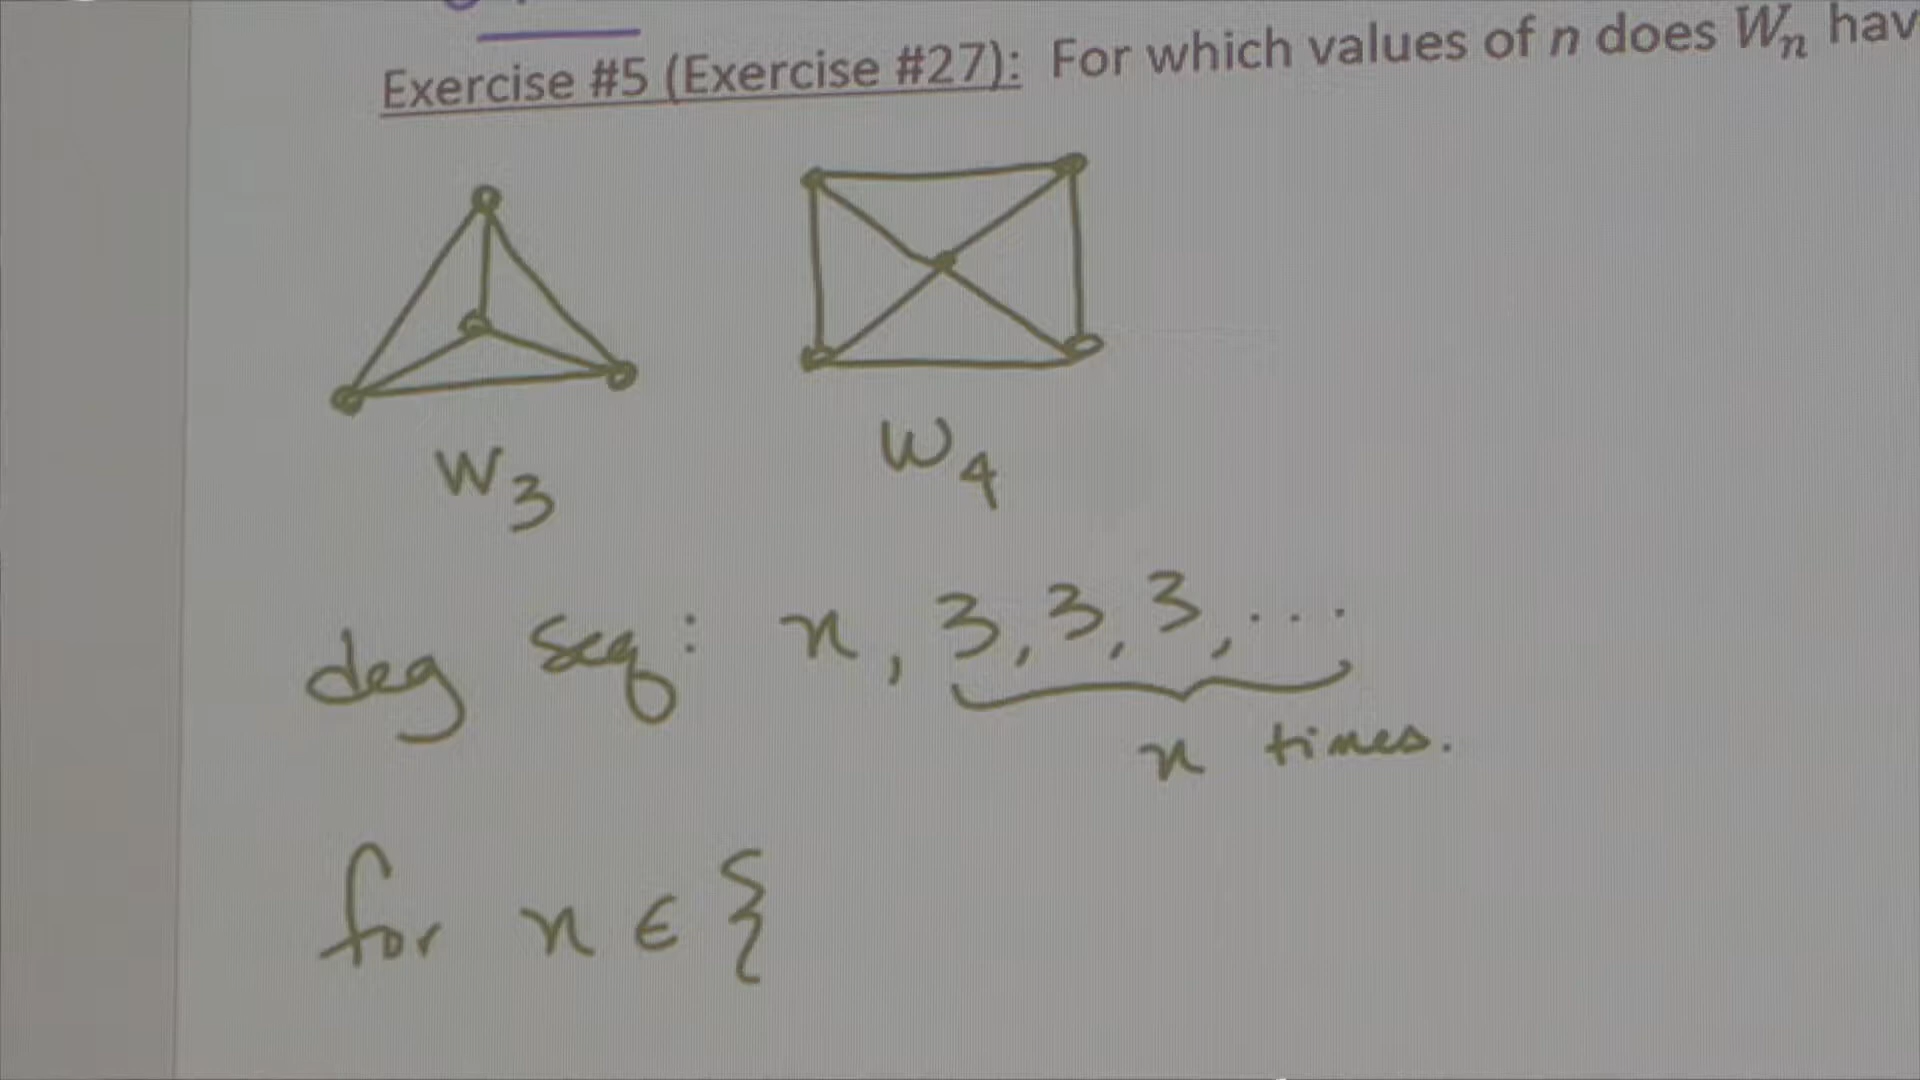 Exercise #5 (Exercise #27): For which values of n does Wn hav
W3
W4
deg seq: n, 3, 3, 3, ...
n times.
for n ∈ {